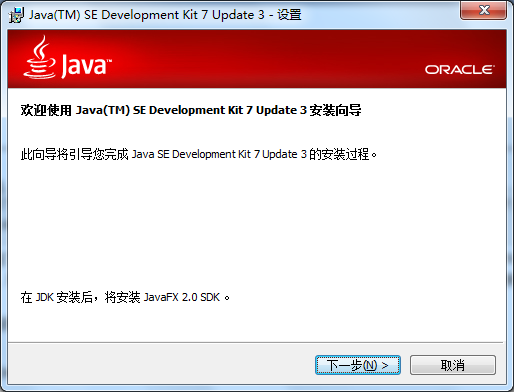 Java(TM) SE Development Kit 7 Update 3 - 设置
Java™
ORACLE®
欢迎使用 Java(TM) SE Development Kit 7 Update 3 安装向导
此向导将引导您完成 Java SE Development Kit 7 Update 3 的安装过程。
在 JDK 安装后，将安装 JavaFX 2.0 SDK 。
下一步(N) >
取消